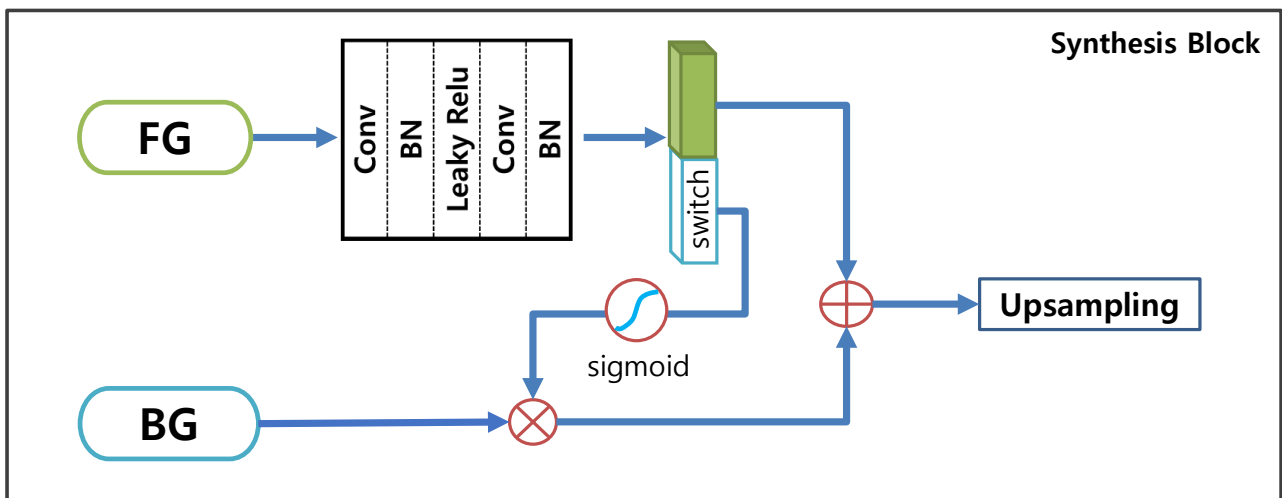 Synthesis Block
FG
Conv
BN
Leaky Relu
Conv
BN
switch
sigmoid
Upsampling
BG